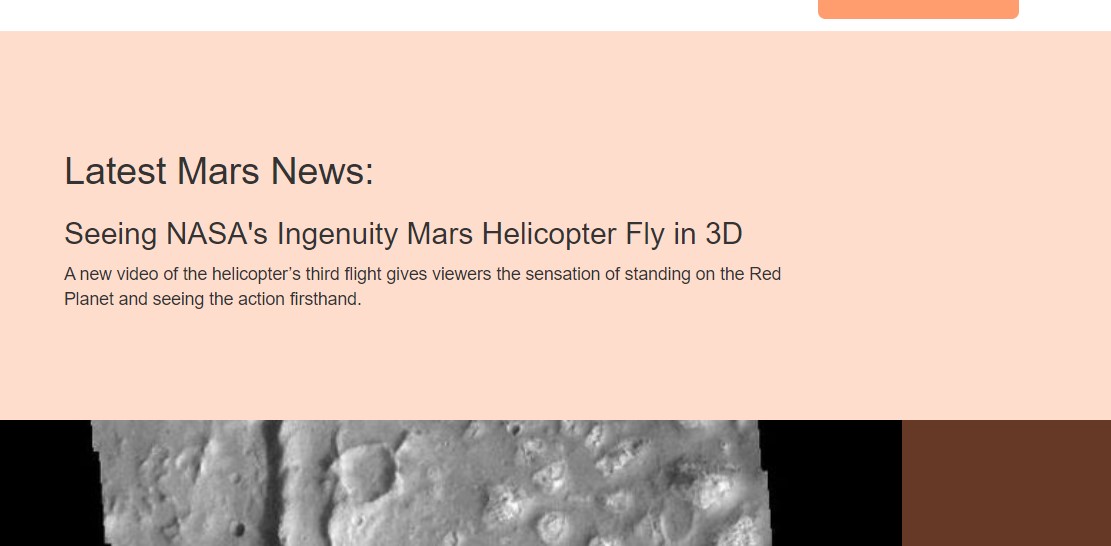 Latest Mars News:
Seeing NASA's Ingenuity Mars Helicopter Fly in 3D
A new video of the helicopter’s third flight gives viewers the sensation of standing on the Red
Planet and seeing the action firsthand.